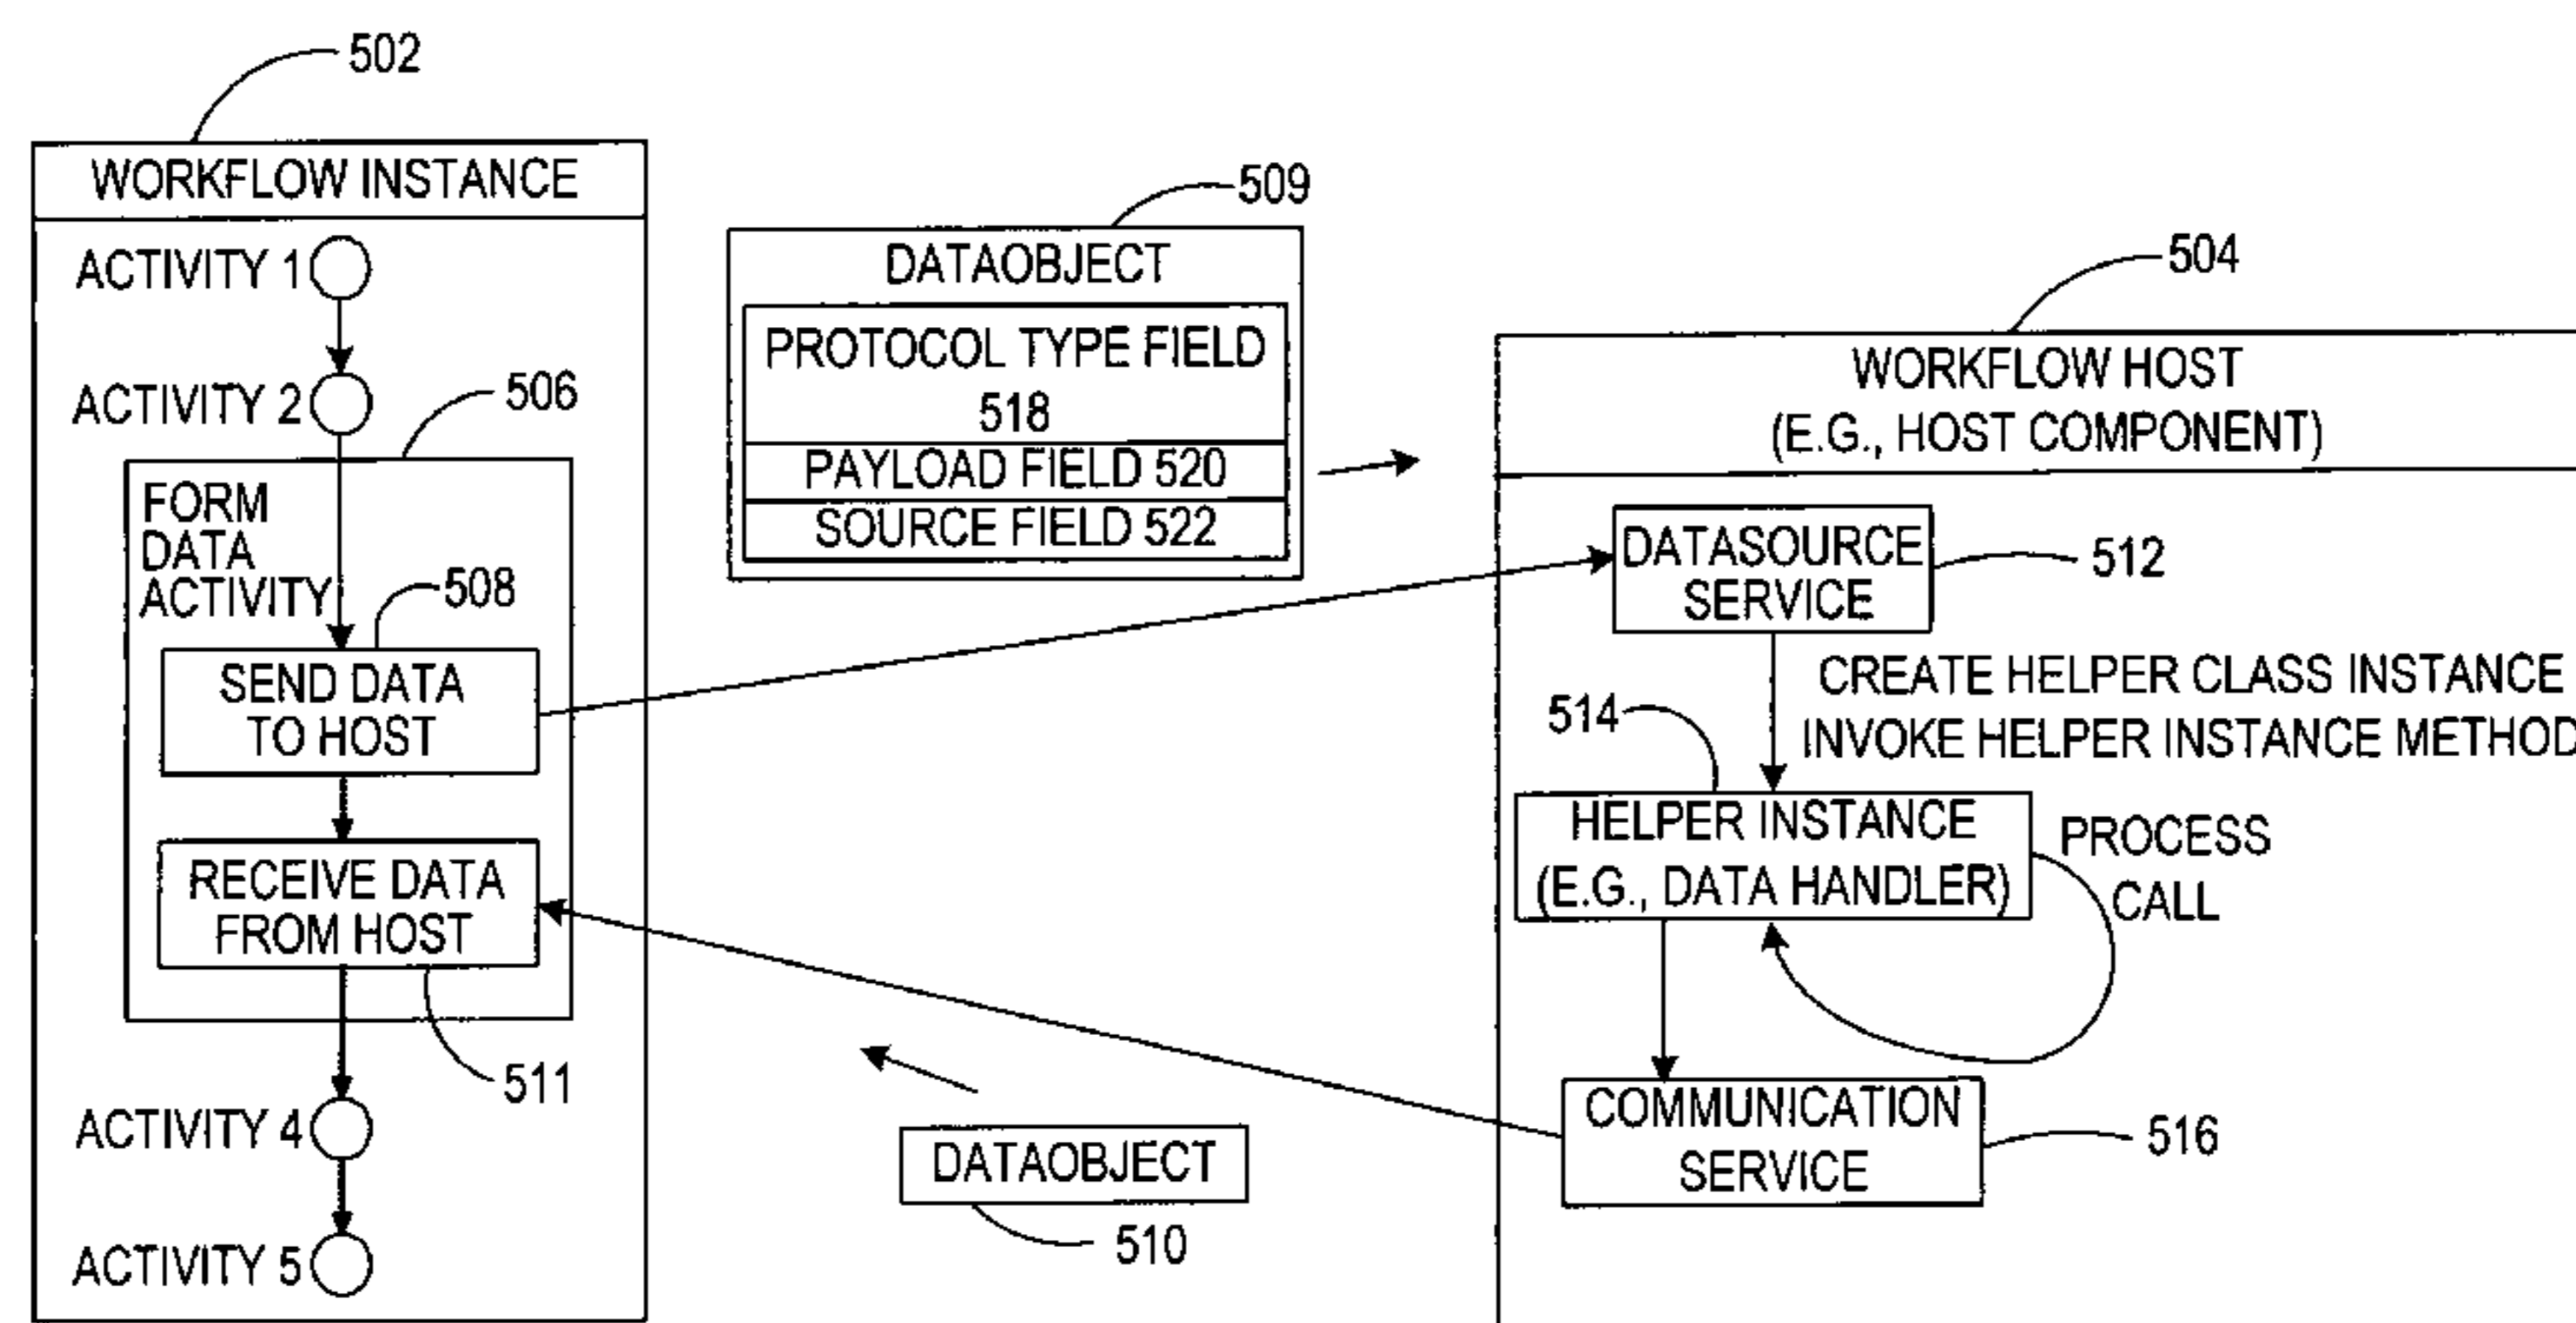 502
WORKFLOW INSTANCE
ACTIVITY 1
ACTIVITY 2
506
FORM
DATA
ACTIVITY
508
SEND DATA
TO HOST
RECEIVE DATA
FROM HOST
511
ACTIVITY 4
ACTIVITY 5
509
DATAOBJECT
PROTOCOL TYPE FIELD
518
PAYLOAD FIELD 520
SOURCE FIELD 522
DATAOBJECT
510
504
WORKFLOW HOST
(E.G., HOST COMPONENT)
DATASOURCE
SERVICE
512
CREATE HELPER CLASS INSTANCE
INVOKE HELPER INSTANCE METHOD
514
HELPER INSTANCE
(E.G., DATA HANDLER)
PROCESS
CALL
COMMUNICATION
SERVICE
516